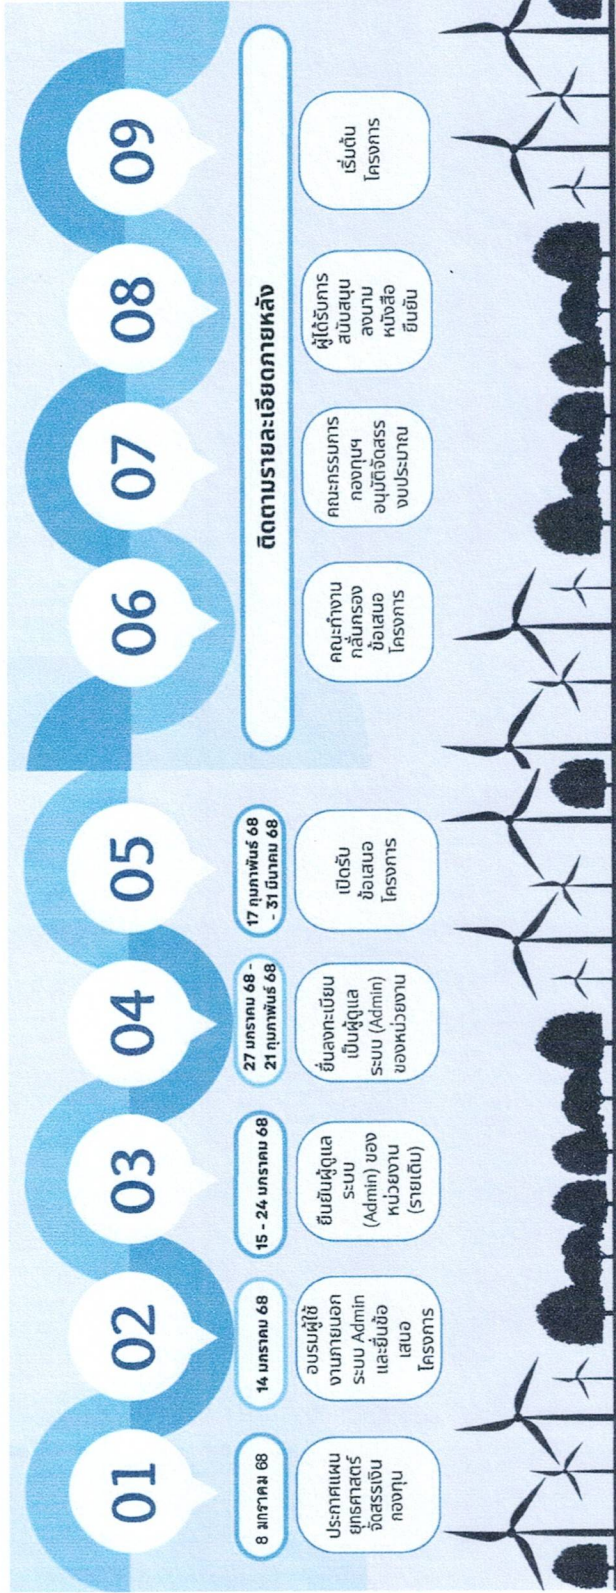 01
8 มกราคม 68
ประกาศแผน
ยุทธศาสตร์
จัดสรรเงิน
กองทุน
02
14 มกราคม 68
อบรมผู้ใช้
งานภายนอก
ระบบ Admin
และยื่นข้อ
เสนอ
โครงการ
03
15 - 24 มกราคม 68
ยืนยันผู้ดูแล
ระบบ
(Admin) ของ
หน่วยงาน
(รายเดิม)
04
27 มกราคม 68 -
21 กุมภาพันธ์ 68
ยื่นลงทะเบียน
เป็นผู้ดูแล
ระบบ (Admin)
ของหน่วยงาน
05
17 กุมภาพันธ์ 68
- 31 มีนาคม 68
เปิดรับ
ข้อเสนอ
โครงการ
06
07
08
09
ติดตามรายละเอียดภายหลัง
คณะทำงาน
กลั่นกรอง
ข้อเสนอ
โครงการ
คณะกรรมการ
กองทุนฯ
อนุมัติจัดสรร
งบประมาณ
ผู้ได้รับการ
สนับสนุน
ลงนาม
หนังสือ
ยืนยัน
เริ่มต้น
โครงการ